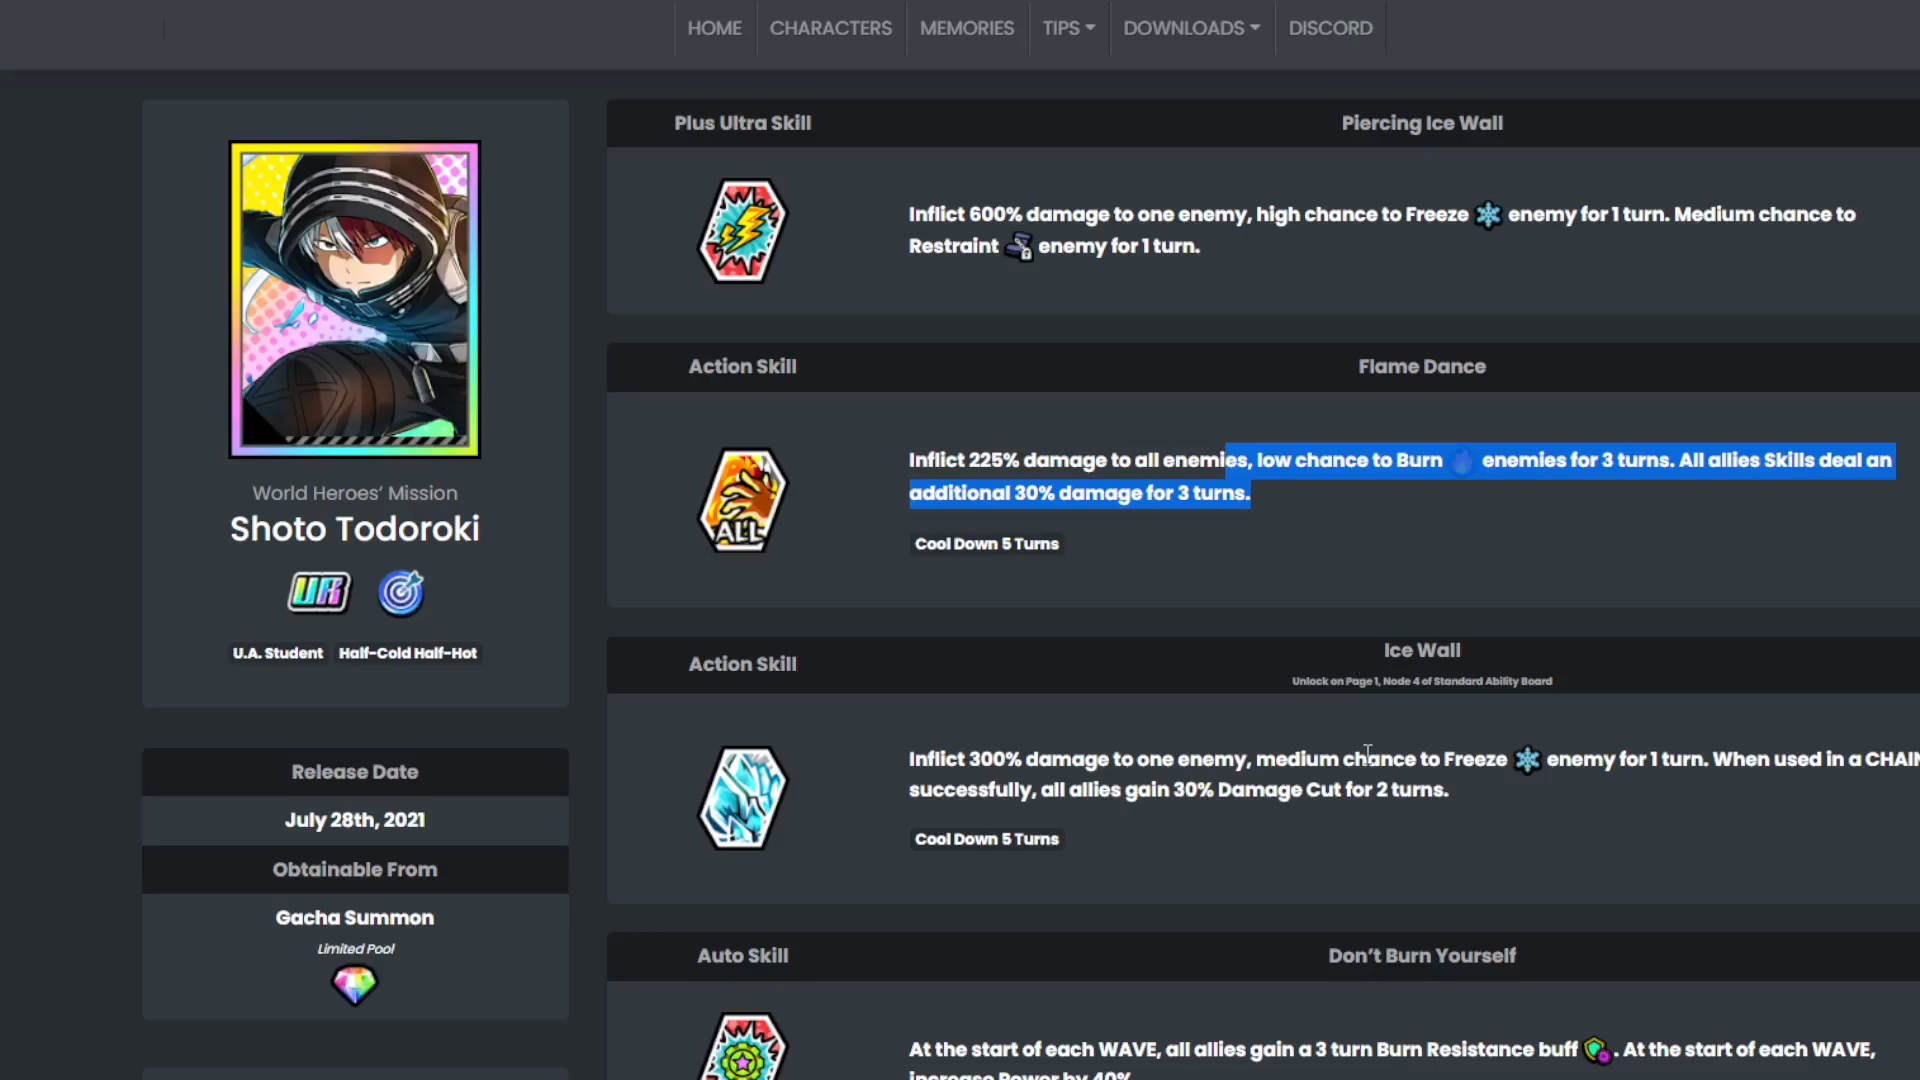 HOME CHARACTERS MEMORIES TIPS DOWNLOADS DISCORD
World Heroes’ Mission
Shoto Todoroki
UR
U.A. Student Half-Cold Half-Hot
Release Date
July 28th, 2021
Obtainable From
Gacha Summon
Limited Pool
Plus Ultra Skill Piercing Ice Wall
Inflict 600% damage to one enemy, high chance to Freeze enemy for 1 turn. Medium chance to
Restraint enemy for 1 turn.
Action Skill Flame Dance
ALL
Inflict 225% damage to all enemies, low chance to Burn enemies for 3 turns. All allies Skills deal an
additional 30% damage for 3 turns.
Cool Down 5 Turns
Action Skill Ice Wall
Unlock on Page 1, Node 4 of Standard Ability Board
Inflict 300% damage to one enemy, medium chance to Freeze enemy for 1 turn. When used in a CHAIN
successfully, all allies gain 30% Damage Cut for 2 turns.
Cool Down 5 Turns
Auto Skill Don’t Burn Yourself
At the start of each WAVE, all allies gain a 3 turn Burn Resistance buff . At the start of each WAVE,
increase Power by 40%